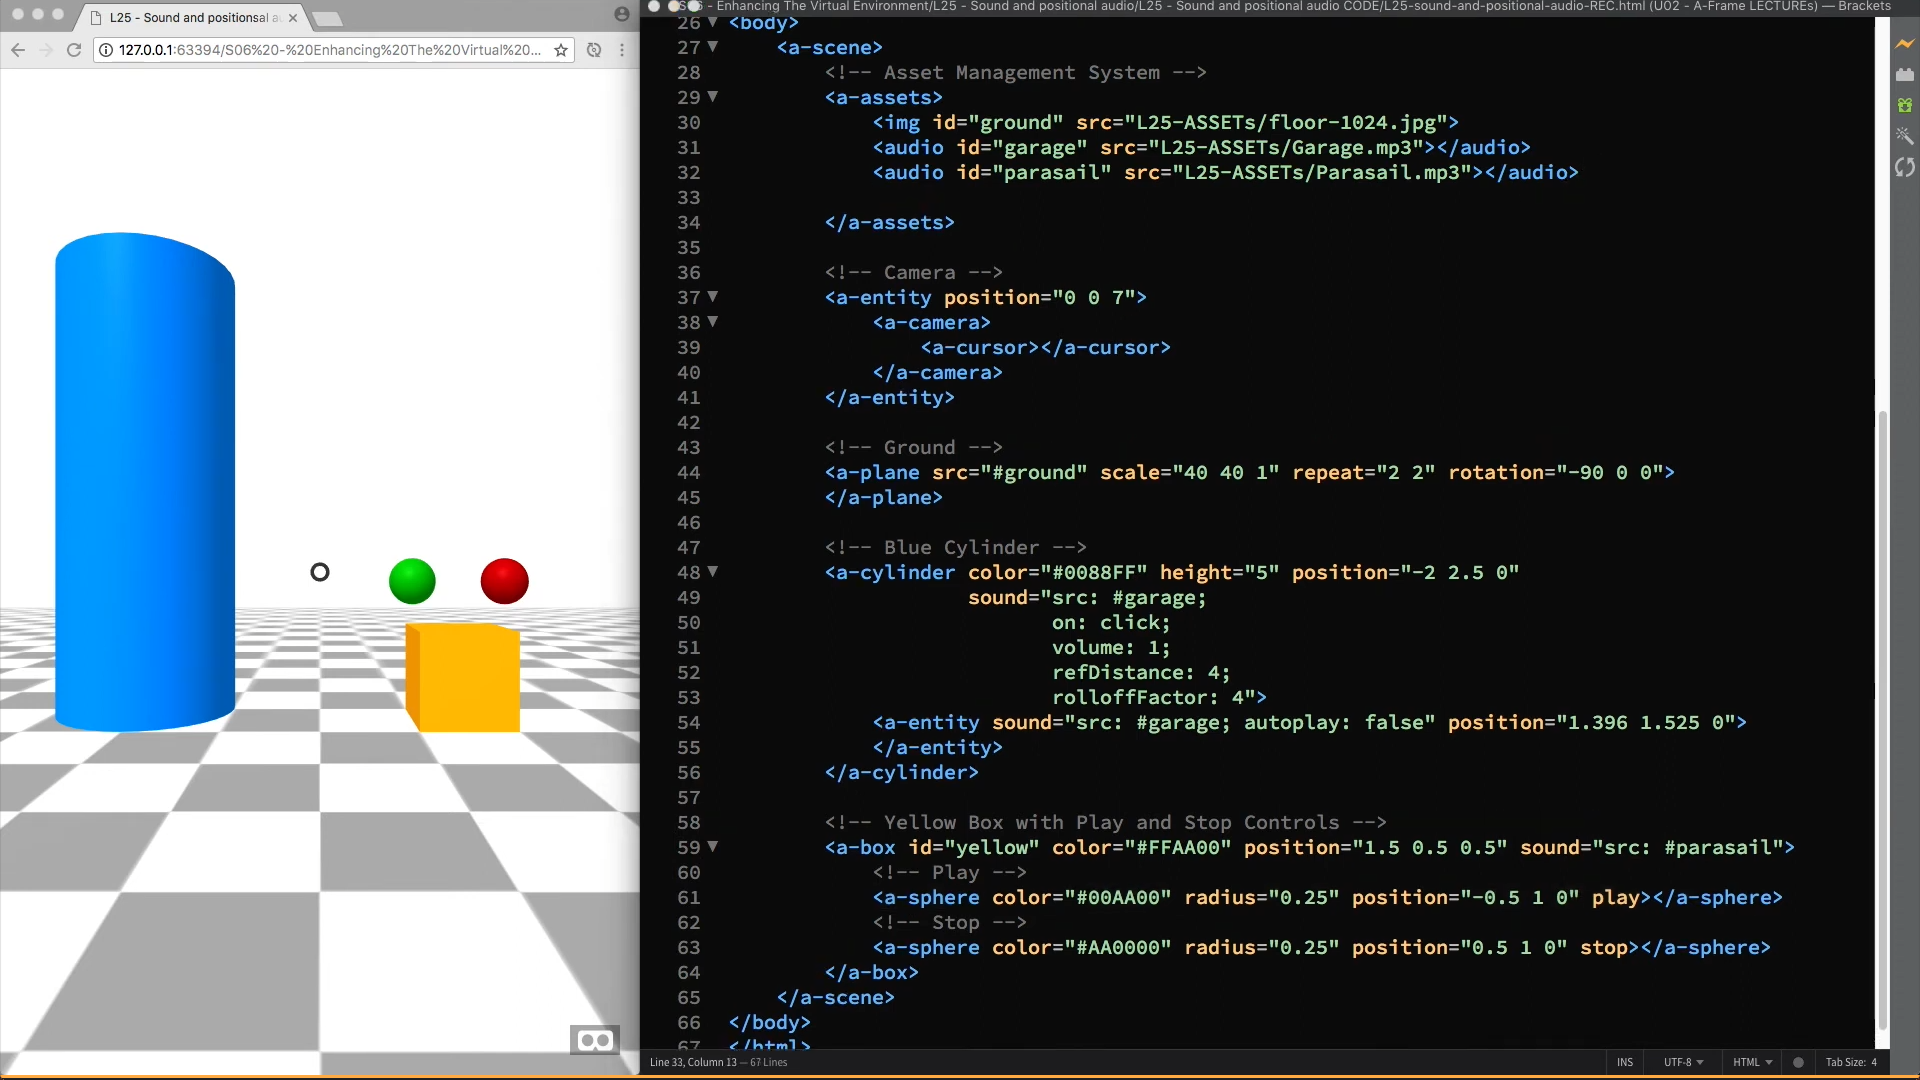 L25 - Sound and positionsal a
127.0.0.1:63394/S06%20-%20Enhancing%20The%20Virtual%20...
- Enhancing The Virtual Environment/L25 - Sound and positional audio/L25 - Sound and positional audio CODE/L25-sound-and-positional-audio-REC.html (U02 - A-Frame LECTUREs) — Brackets
26 <body>
27 <a-scene>
28 <!-- Asset Management System -->
29 <a-assets>
30 <img id="ground" src="L25-ASSETs/floor-1024.jpg">
31 <audio id="garage" src="L25-ASSETs/Garage.mp3"></audio>
32 <audio id="parasail" src="L25-ASSETs/Parasail.mp3"></audio>
33
34 </a-assets>
35
36 <!-- Camera -->
37 <a-entity position="0 0 7">
38 <a-camera>
39 <a-cursor></a-cursor>
40 </a-camera>
41 </a-entity>
42
43 <!-- Ground -->
44 <a-plane src="#ground" scale="40 40 1" repeat="2 2" rotation="-90 0 0">
45 </a-plane>
46
47 <!-- Blue Cylinder -->
48 <a-cylinder color="#0088FF" height="5" position="-2 2.5 0"
49 sound="src: #garage;
50 on: click;
51 volume: 1;
52 refDistance: 4;
53 rolloffFactor: 4">
54 <a-entity sound="src: #garage; autoplay: false" position="1.396 1.525 0">
55 </a-entity>
56 </a-cylinder>
57
58 <!-- Yellow Box with Play and Stop Controls -->
59 <a-box id="yellow" color="#FFAA00" position="1.5 0.5 0.5" sound="src: #parasail">
60 <!-- Play -->
61 <a-sphere color="#00AA00" radius="0.25" position="-0.5 1 0" play></a-sphere>
62 <!-- Stop -->
63 <a-sphere color="#AA0000" radius="0.25" position="0.5 1 0" stop></a-sphere>
64 </a-box>
65 </a-scene>
66 </body>
67 </html>
Line 33, Column 13 — 67 Lines
INS UTF-8 HTML Tab Size: 4